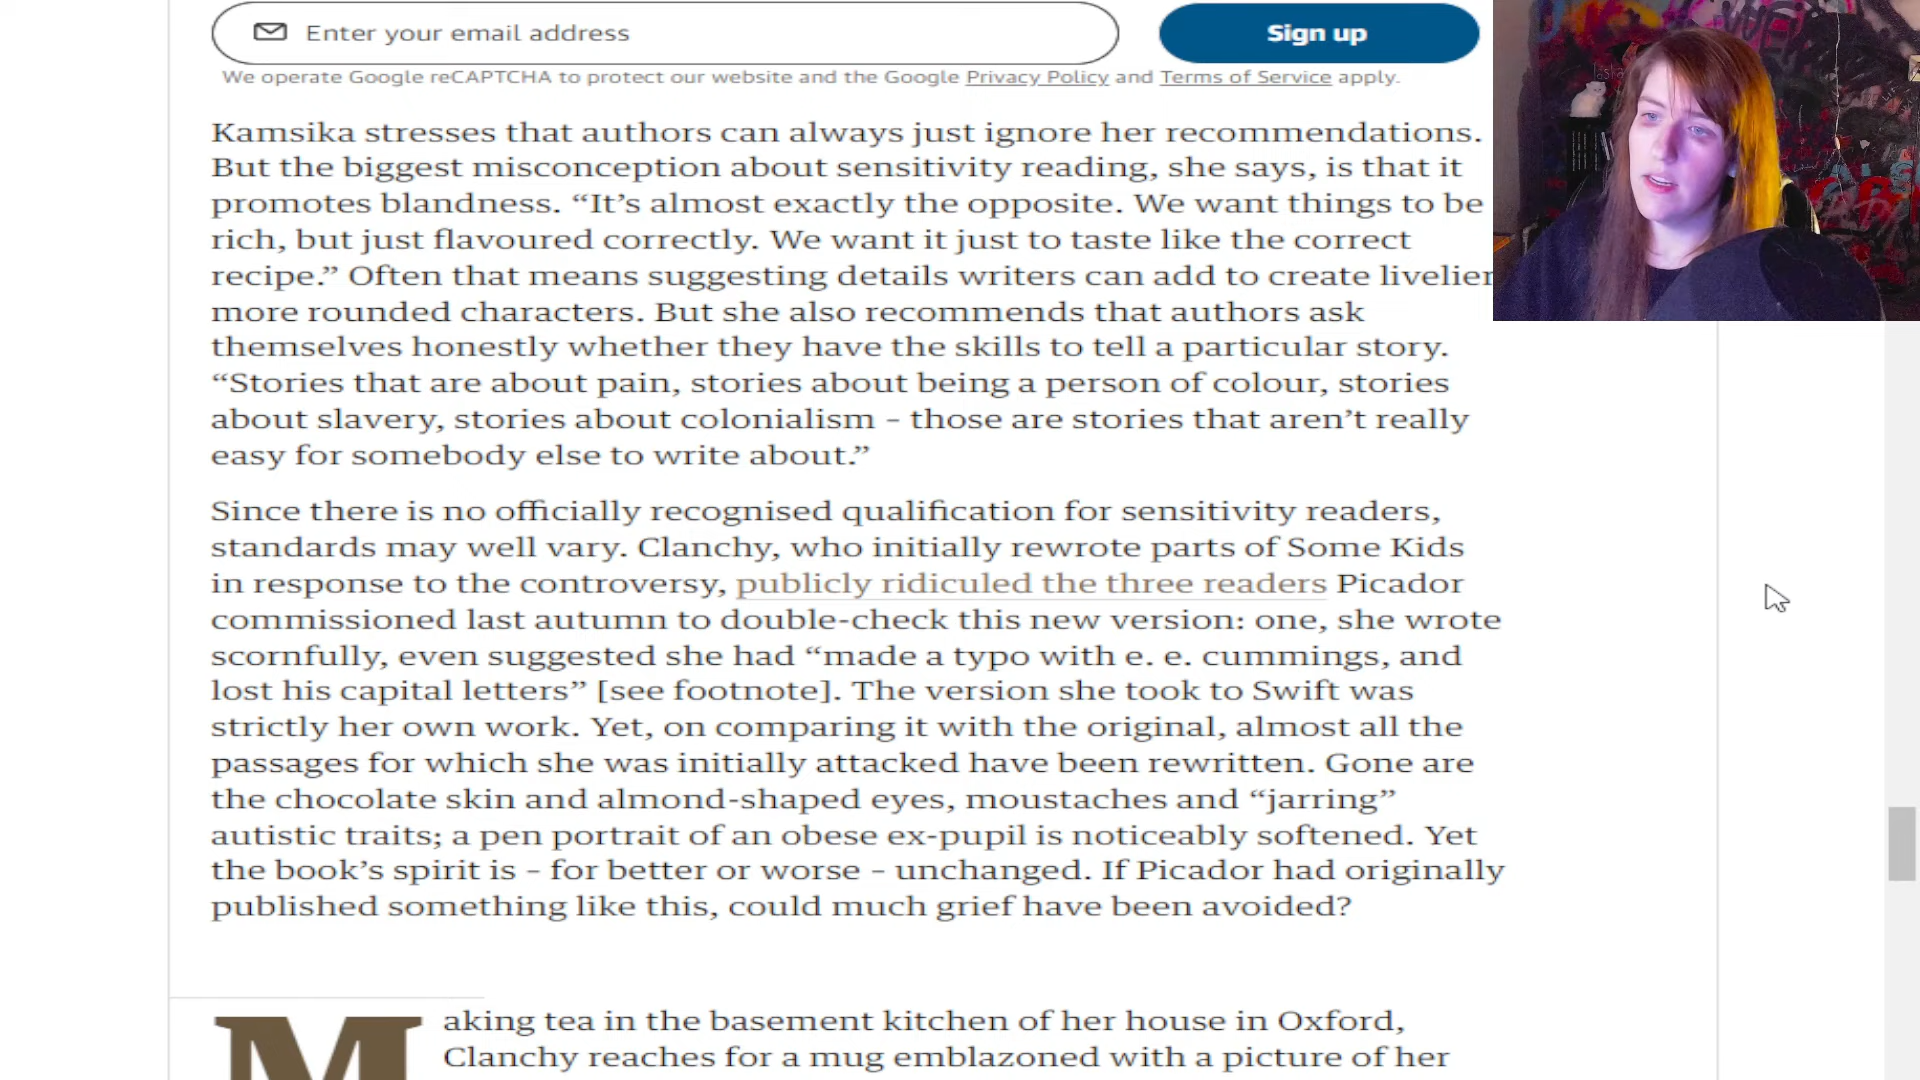 Enter your email address
Sign up
We operate Google reCAPTCHA to protect our website and the Google Privacy Policy and Terms of Service apply.
Kamsika stresses that authors can always just ignore her recommendations.
But the biggest misconception about sensitivity reading, she says, is that it
promotes blandness. “It’s almost exactly the opposite. We want things to be
rich, but just flavoured correctly. We want it just to taste like the correct
recipe.” Often that means suggesting details writers can add to create livelier
more rounded characters. But she also recommends that authors ask
themselves honestly whether they have the skills to tell a particular story.
“Stories that are about pain, stories about being a person of colour, stories
about slavery, stories about colonialism – those are stories that aren’t really
easy for somebody else to write about.”
Since there is no officially recognised qualification for sensitivity readers,
standards may well vary. Clanchy, who initially rewrote parts of Some Kids
in response to the controversy, publicly ridiculed the three readers Picador
commissioned last autumn to double-check this new version: one, she wrote
scornfully, even suggested she had “made a typo with e. e. cummings, and
lost his capital letters” [see footnote]. The version she took to Swift was
strictly her own work. Yet, on comparing it with the original, almost all the
passages for which she was initially attacked have been rewritten. Gone are
the chocolate skin and almond-shaped eyes, moustaches and “jarring”
autistic traits; a pen portrait of an obese ex-pupil is noticeably softened. Yet
the book’s spirit is – for better or worse – unchanged. If Picador had originally
published something like this, could much grief have been avoided?
Making tea in the basement kitchen of her house in Oxford,
Clanchy reaches for a mug emblazoned with a picture of her